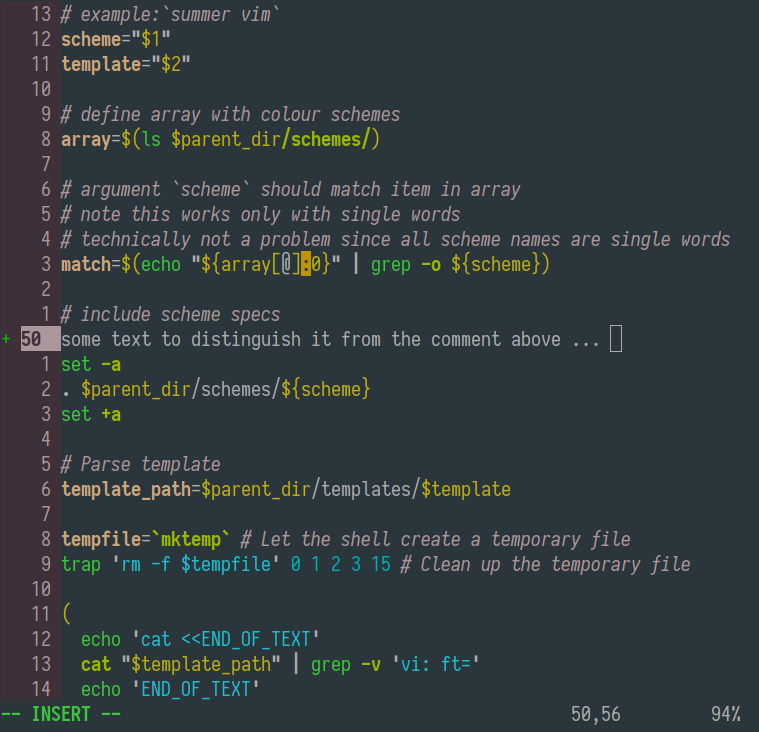 13 # example:`summer vim`
12 scheme="$1"
11 template="$2"
10
9 # define array with colour schemes
8 array=$(ls $parent_dir/schemes/)
7
6 # argument `scheme` should match item in array
5 # note this works only with single words
4 # technically not a problem since all scheme names are single words
3 match=$(echo "${array[@]:0}" | grep -o ${scheme})
2
1 # include scheme specs
+ 50 some text to distinguish it from the comment above ...
1 set -a
2 . $parent_dir/schemes/${scheme}
3 set +a
4
5 # Parse template
6 template_path=$parent_dir/templates/$template
7
8 tempfile=`mktemp` # Let the shell create a temporary file
9 trap 'rm -f $tempfile' 0 1 2 3 15 # Clean up the temporary file
10
11 (
12   echo 'cat <<END_OF_TEXT'
13   cat "$template_path" | grep -v 'vi: ft='
14   echo 'END_OF_TEXT'
-- INSERT -- 50,56 94%